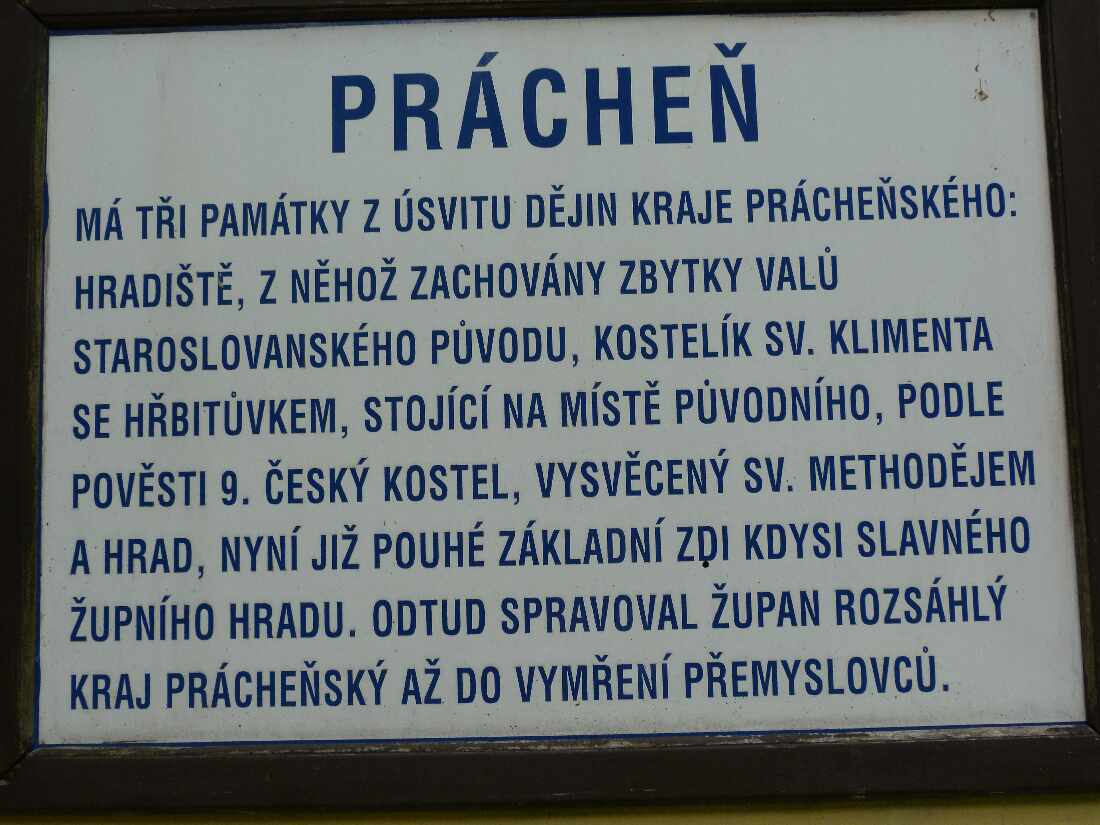 PRÁCHEŇ
MÁ TŘI PAMÁTKY Z ÚSVITU DĚJIN KRAJE PRÁCHEŇSKÉHO:
HRADIŠTĚ, Z NĚHOŽ ZACHOVÁNY ZBYTKY VALŮ
STAROSLOVANSKÉHO PŮVODU, KOSTELÍK SV. KLIMENTA
SE HŘBITŮVKEM, STOJÍCÍ NA MÍSTĚ PŮVODNÍHO, PODLE
POVĚSTI 9. ČESKÝ KOSTEL, VYSVĚCENÝ SV. METHODĚJEM
A HRAD, NYNÍ JIŽ POUHÉ ZÁKLADNÍ ZDI KDYSI SLAVNÉHO
ŽUPNÍHO HRADU. ODTUD SPRAVOVAL ŽUPAN ROZSÁHLÝ
KRAJ PRÁCHEŇSKÝ AŽ DO VYMŘENÍ PŘEMYSLOVCŮ.